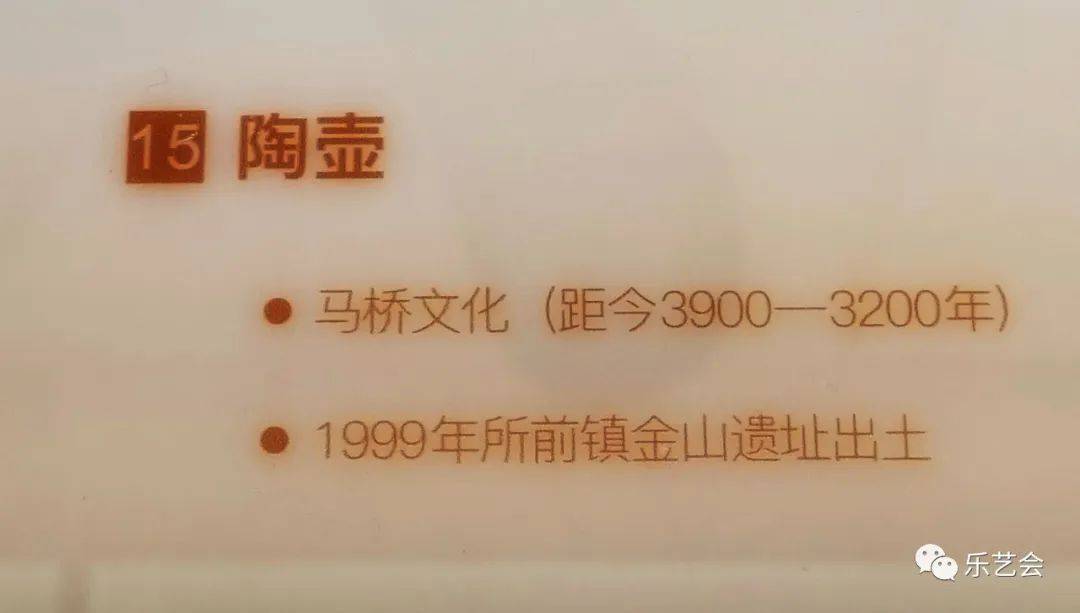 15 陶壶
● 马桥文化（距今3900—3200年）
● 1999年所前镇金山遗址出土
乐艺会